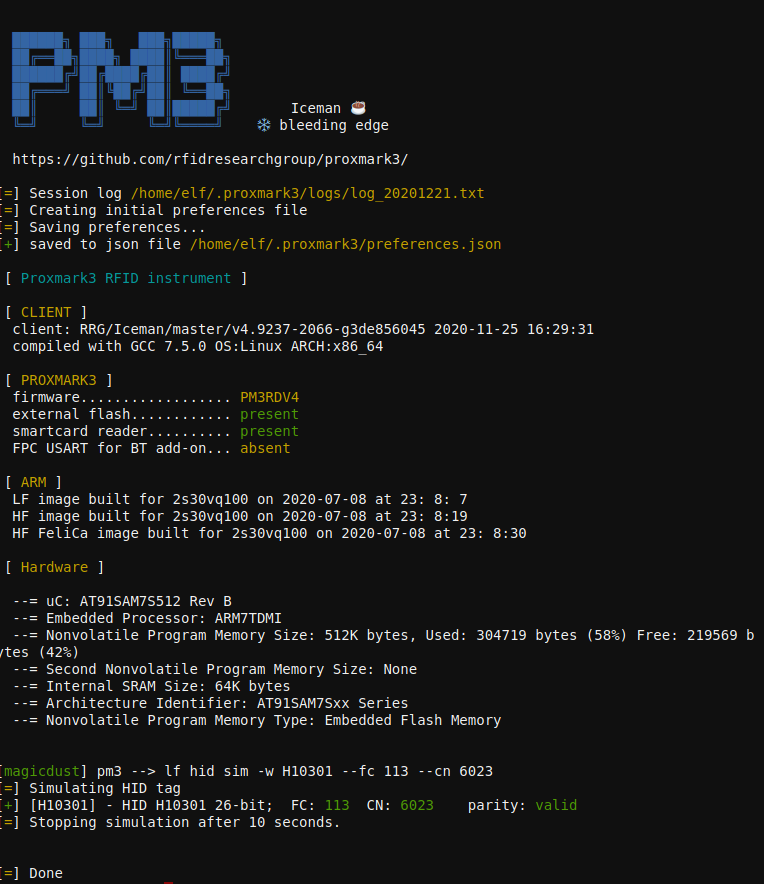 PM3
Iceman ☕
❄️ bleeding edge
https://github.com/rfidresearchgroup/proxmark3/
[=] Session log /home/elf/.proxmark3/logs/log_20201221.txt
[=] Creating initial preferences file
[=] Saving preferences...
[+] saved to json file /home/elf/.proxmark3/preferences.json
[ Proxmark3 RFID instrument ]
[ CLIENT ]
client: RRG/Iceman/master/v4.9237-2066-g3de856045 2020-11-25 16:29:31
compiled with GCC 7.5.0 OS:Linux ARCH:x86_64
[ PROXMARK3 ]
firmware.................. PM3RDV4
external flash............ present
smartcard reader.......... present
FPC USART for BT add-on... absent
[ ARM ]
LF image built for 2s30vq100 on 2020-07-08 at 23: 8: 7
HF image built for 2s30vq100 on 2020-07-08 at 23: 8:19
HF FeliCa image built for 2s30vq100 on 2020-07-08 at 23: 8:30
[ Hardware ]
--= uC: AT91SAM7S512 Rev B
--= Embedded Processor: ARM7TDMI
--= Nonvolatile Program Memory Size: 512K bytes, Used: 304719 bytes (58%) Free: 219569 b
ytes (42%)
--= Second Nonvolatile Program Memory Size: None
--= Internal SRAM Size: 64K bytes
--= Architecture Identifier: AT91SAM7Sxx Series
--= Nonvolatile Program Memory Type: Embedded Flash Memory
[magicdust] pm3 --> lf hid sim -w H10301 --fc 113 --cn 6023
[=] Simulating HID tag
[+] [H10301] - HID H10301 26-bit;  FC: 113  CN: 6023    parity: valid
[=] Stopping simulation after 10 seconds.
[=] Done